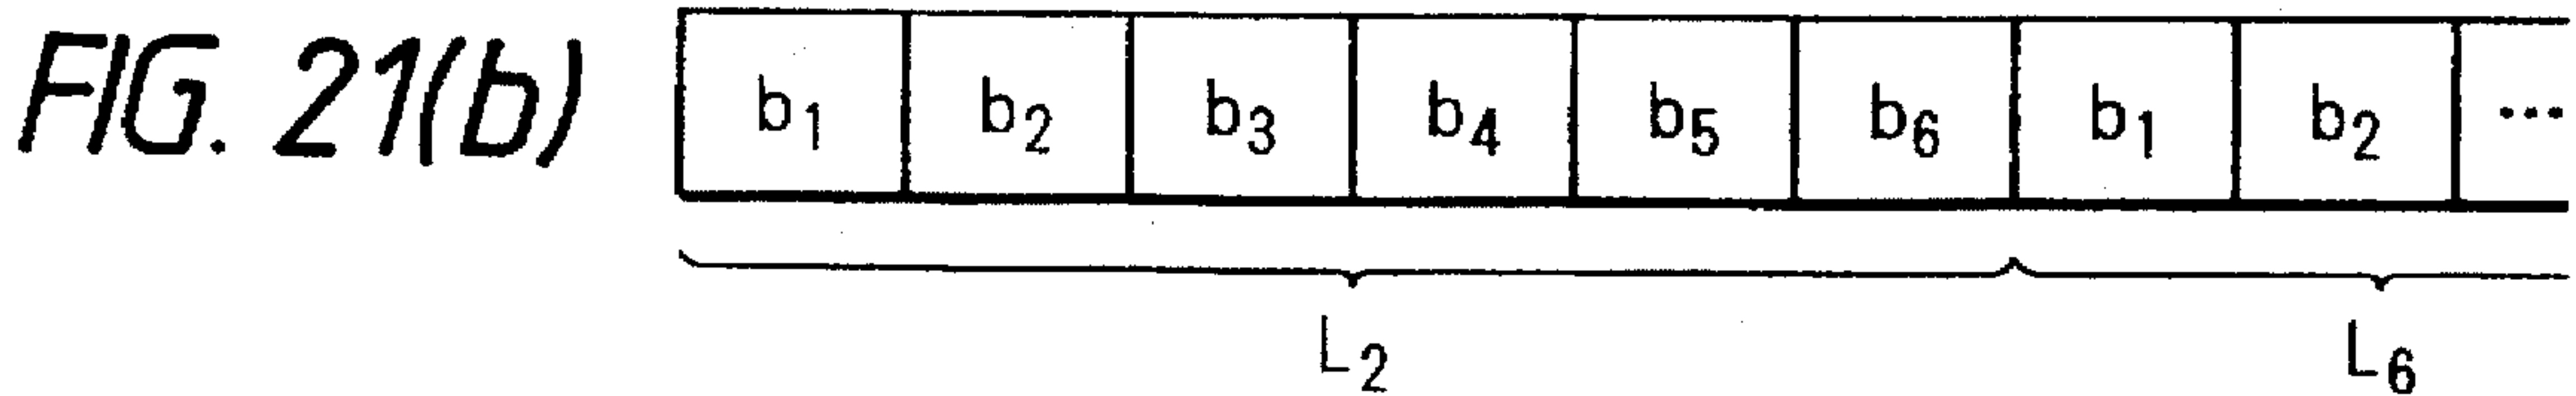 FIG. 21(b)
b₁ b₂ b₃ b₄ b₅ b₆ b₁ b₂ ...
L₂ L₆